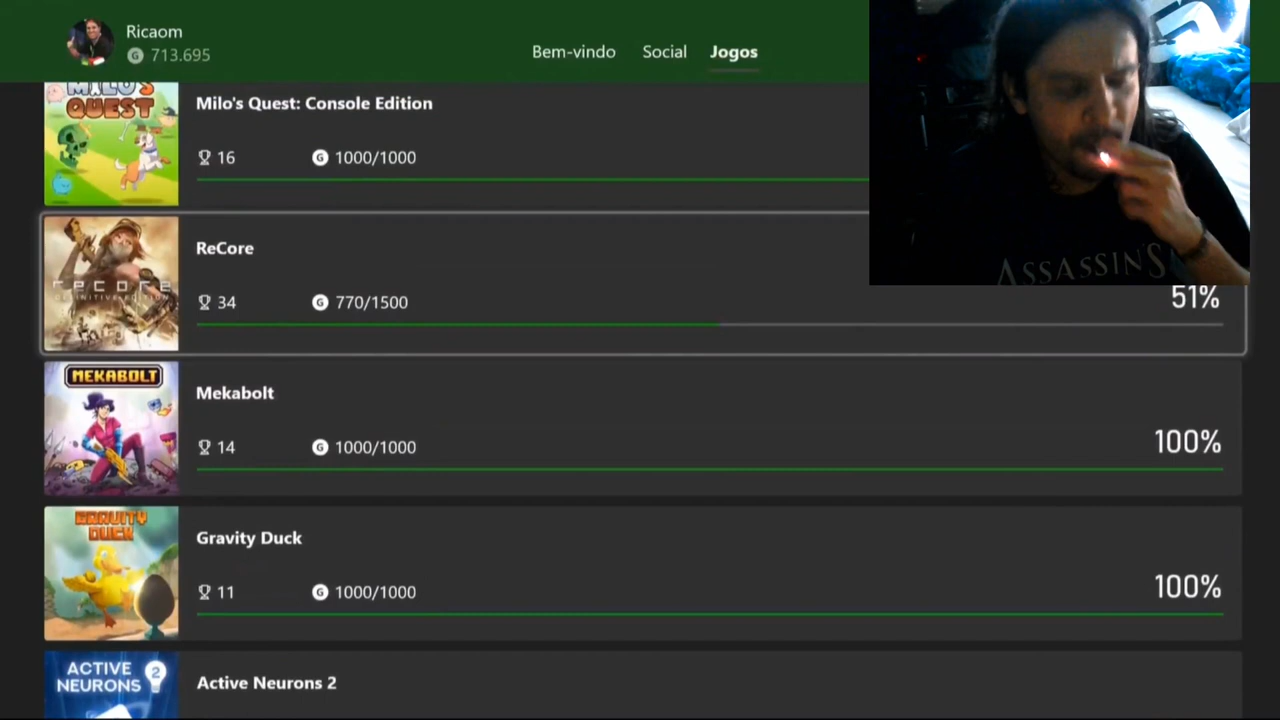 Ricaom
713.695
Bem-vindo Social Jogos
MILO'S
QUEST
Milo's Quest: Console Edition
16 G 1000/1000
ASSASSIN'S
RECORE
DEFINITIVE EDITION
ReCore
34 G 770/1500
51%
MEKABOLT
Mekabolt
14 G 1000/1000
100%
GRAVITY
DUCK
Gravity Duck
11 G 1000/1000
100%
ACTIVE
NEURONS 2
Active Neurons 2